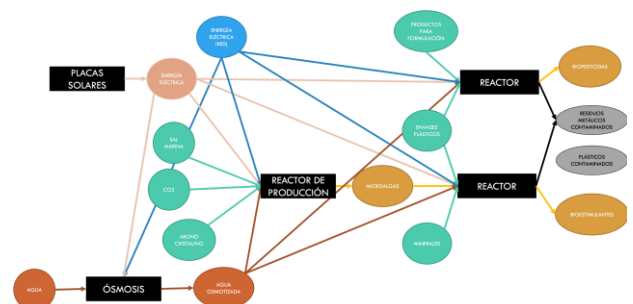 ENERGÍA
ELÉCTRICA
(RED)
PRODUCTOS
PARA
FORMULACIÓN
PLACAS
SOLARES
ENERGÍA
ELÉCTRICA
REACTOR
BIOPESTICIDAS
SAL
MARINA
ENVASES
PLÁSTICOS
RESIDUOS
METÁLICOS
CONTAMINADOS
PLÁSTICOS
CONTAMINADOS
CO2
REACTOR DE
PRODUCCIÓN
MICROALGAS
REACTOR
ABONO
CRISTALINO
MINERALES
BIOESTIMULANTES
AGUA
ÓSMOSIS
AGUA
OSMOTIZADA